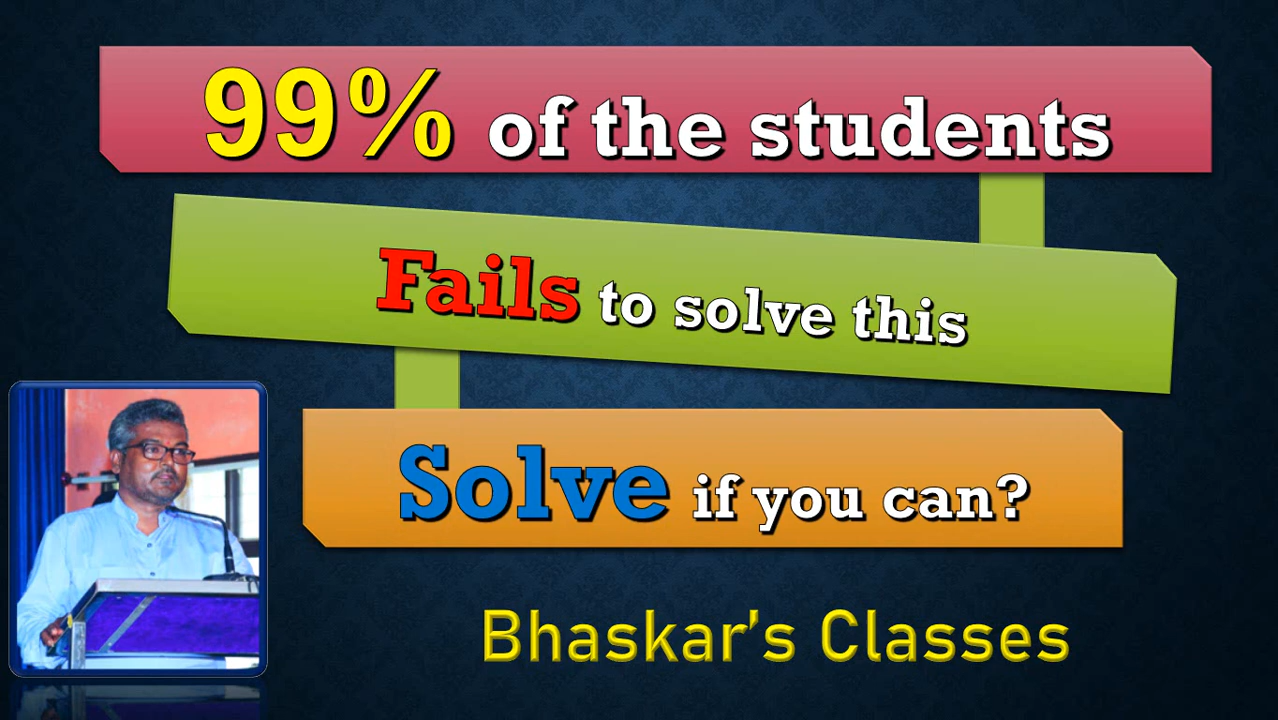 99% of the students
Fails to solve this
Solve if you can?
Bhaskar's Classes